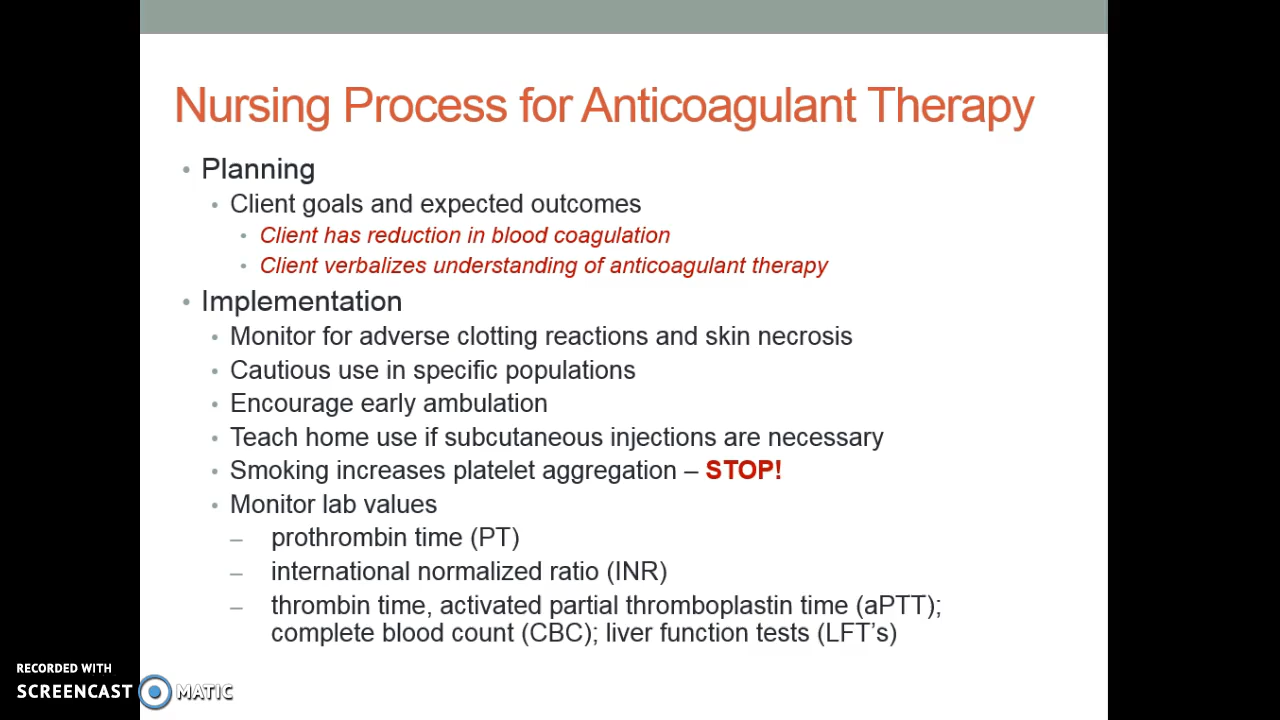 Nursing Process for Anticoagulant Therapy
• Planning
• Client goals and expected outcomes
• Client has reduction in blood coagulation
• Client verbalizes understanding of anticoagulant therapy
• Implementation
• Monitor for adverse clotting reactions and skin necrosis
• Cautious use in specific populations
• Encourage early ambulation
• Teach home use if subcutaneous injections are necessary
• Smoking increases platelet aggregation – STOP!
• Monitor lab values
– prothrombin time (PT)
– international normalized ratio (INR)
– thrombin time, activated partial thromboplastin time (aPTT);
complete blood count (CBC); liver function tests (LFT’s)
RECORDED WITH
SCREENCAST MATIC